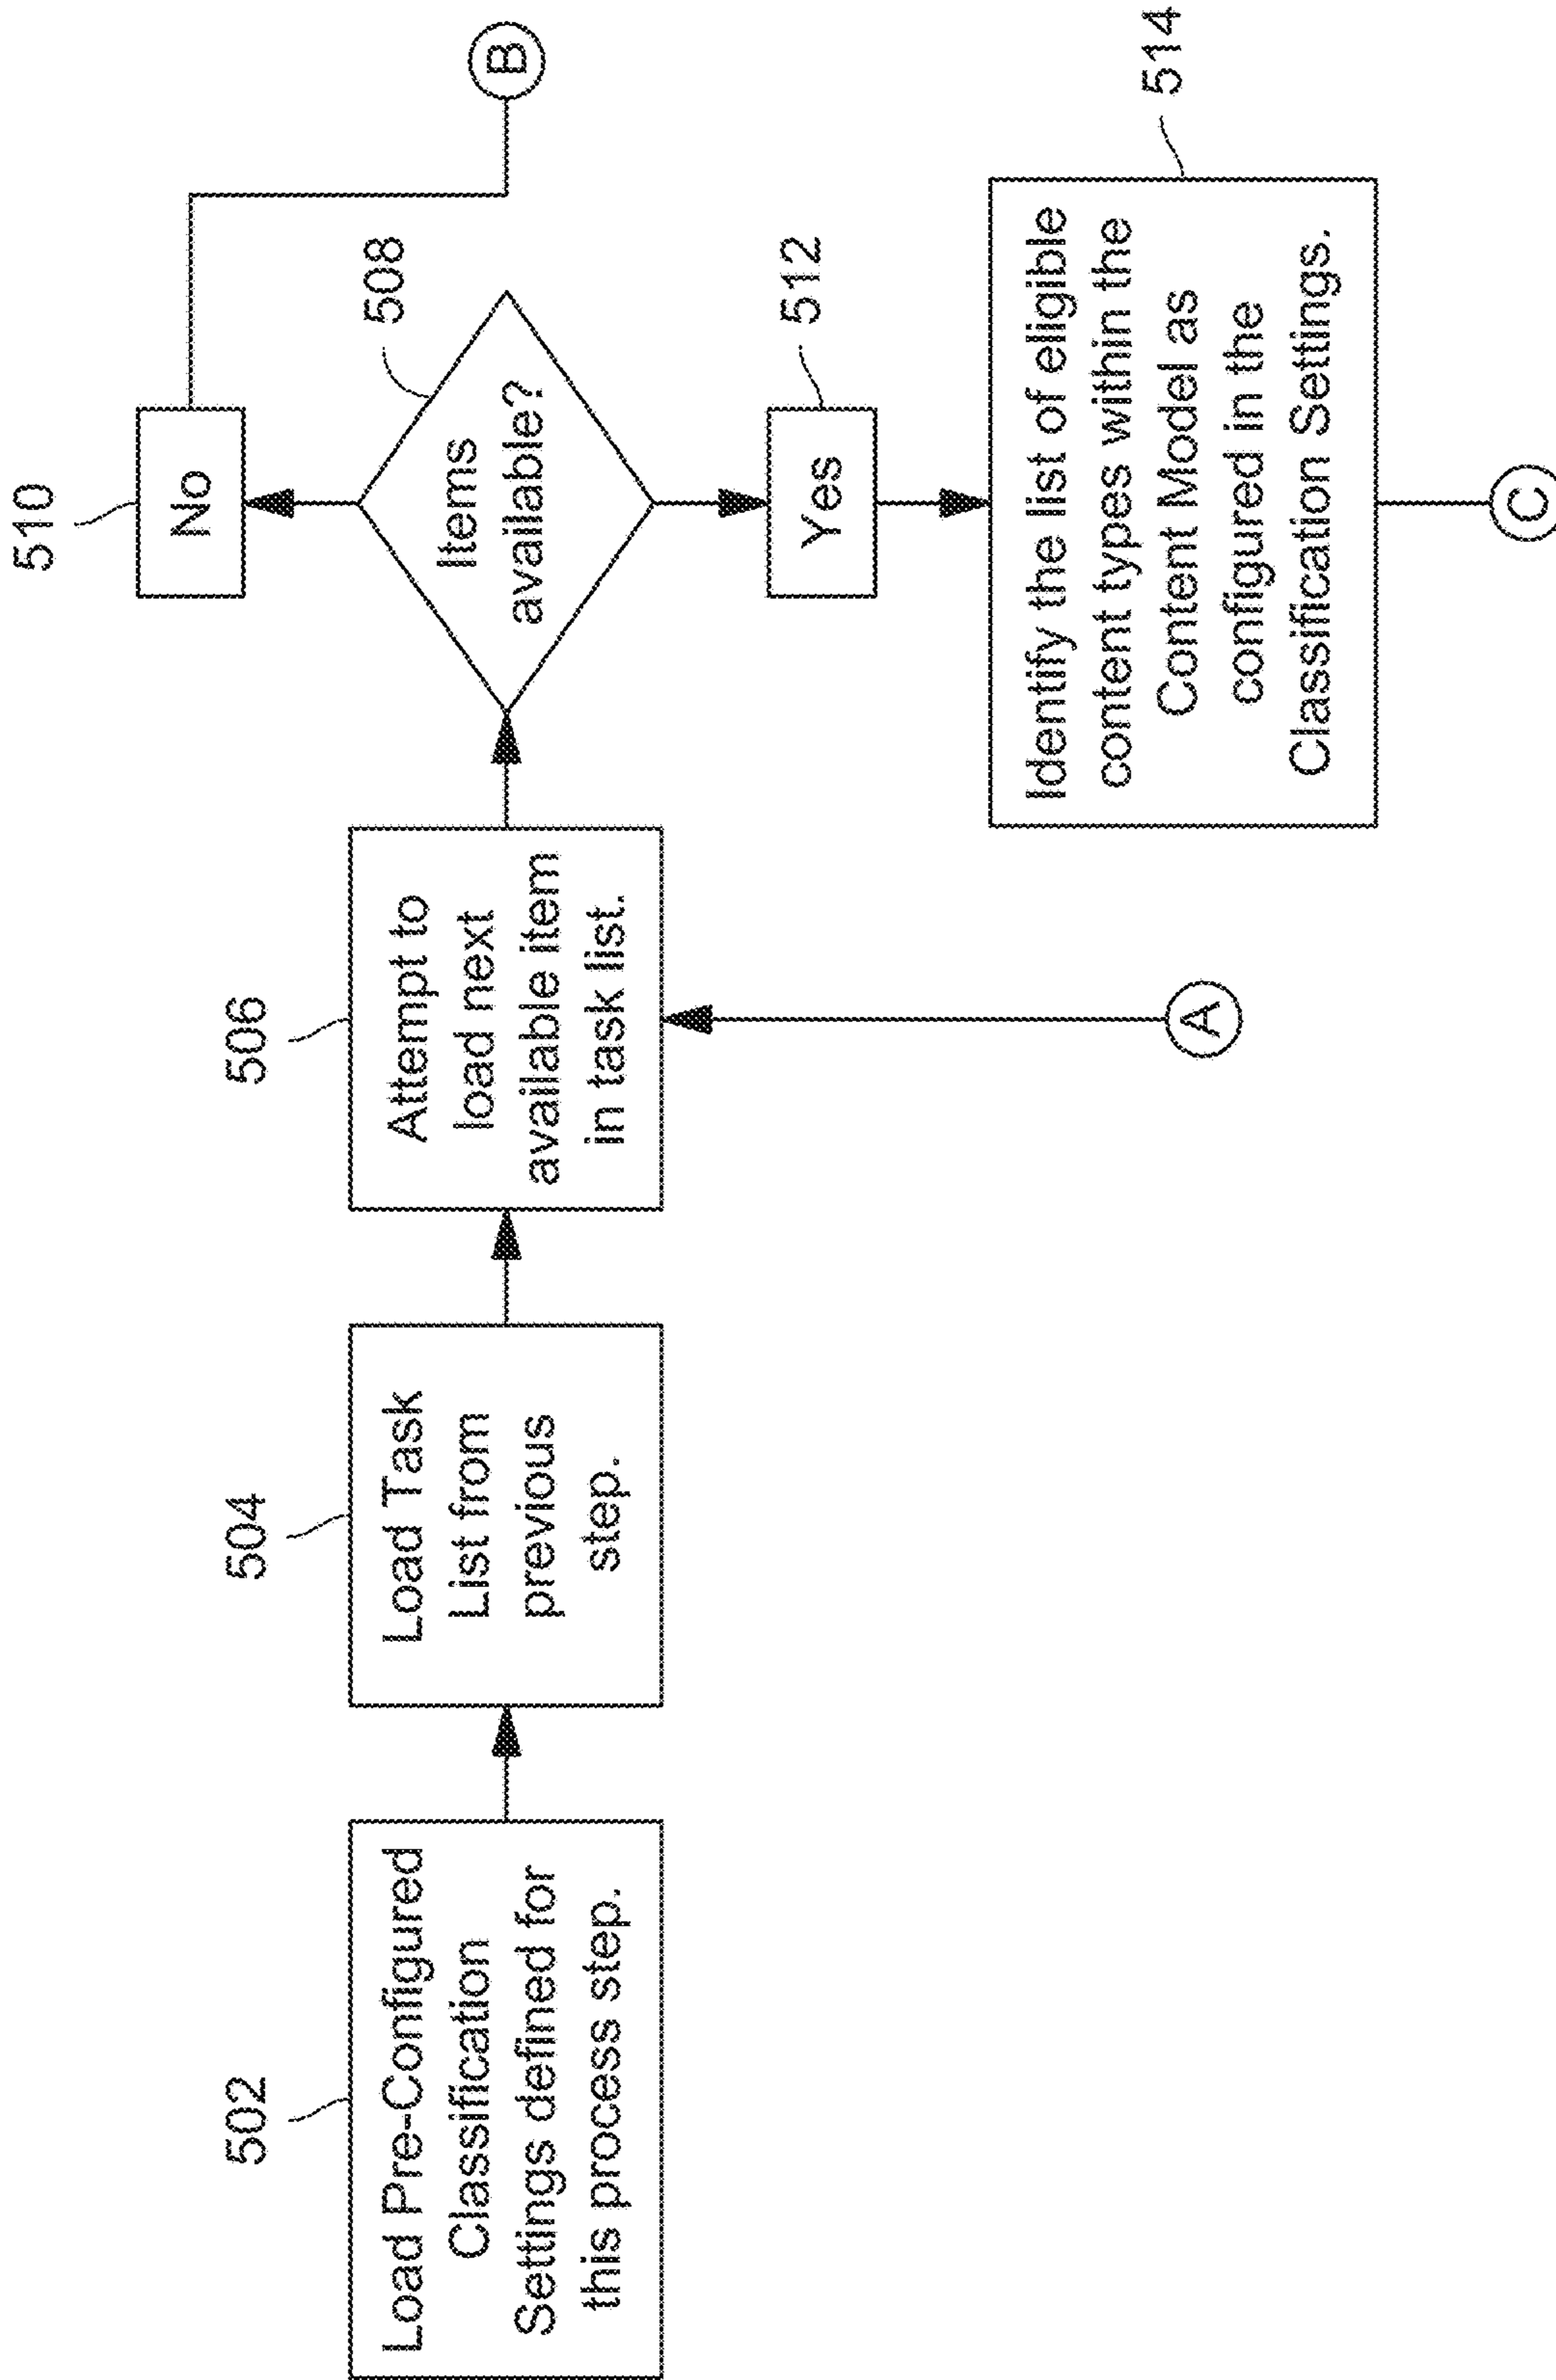 502
Load Pre-Configured
Classification
Settings defined for
this process step.
504
Load Task
List from
previous
step.
506
Attempt to
load next
available item
in task list.
A
508
Items
available?
510
No
B
512
Yes
514
Identify the list of eligible
content types within the
Content Model as
configured in the
Classification Settings.
C